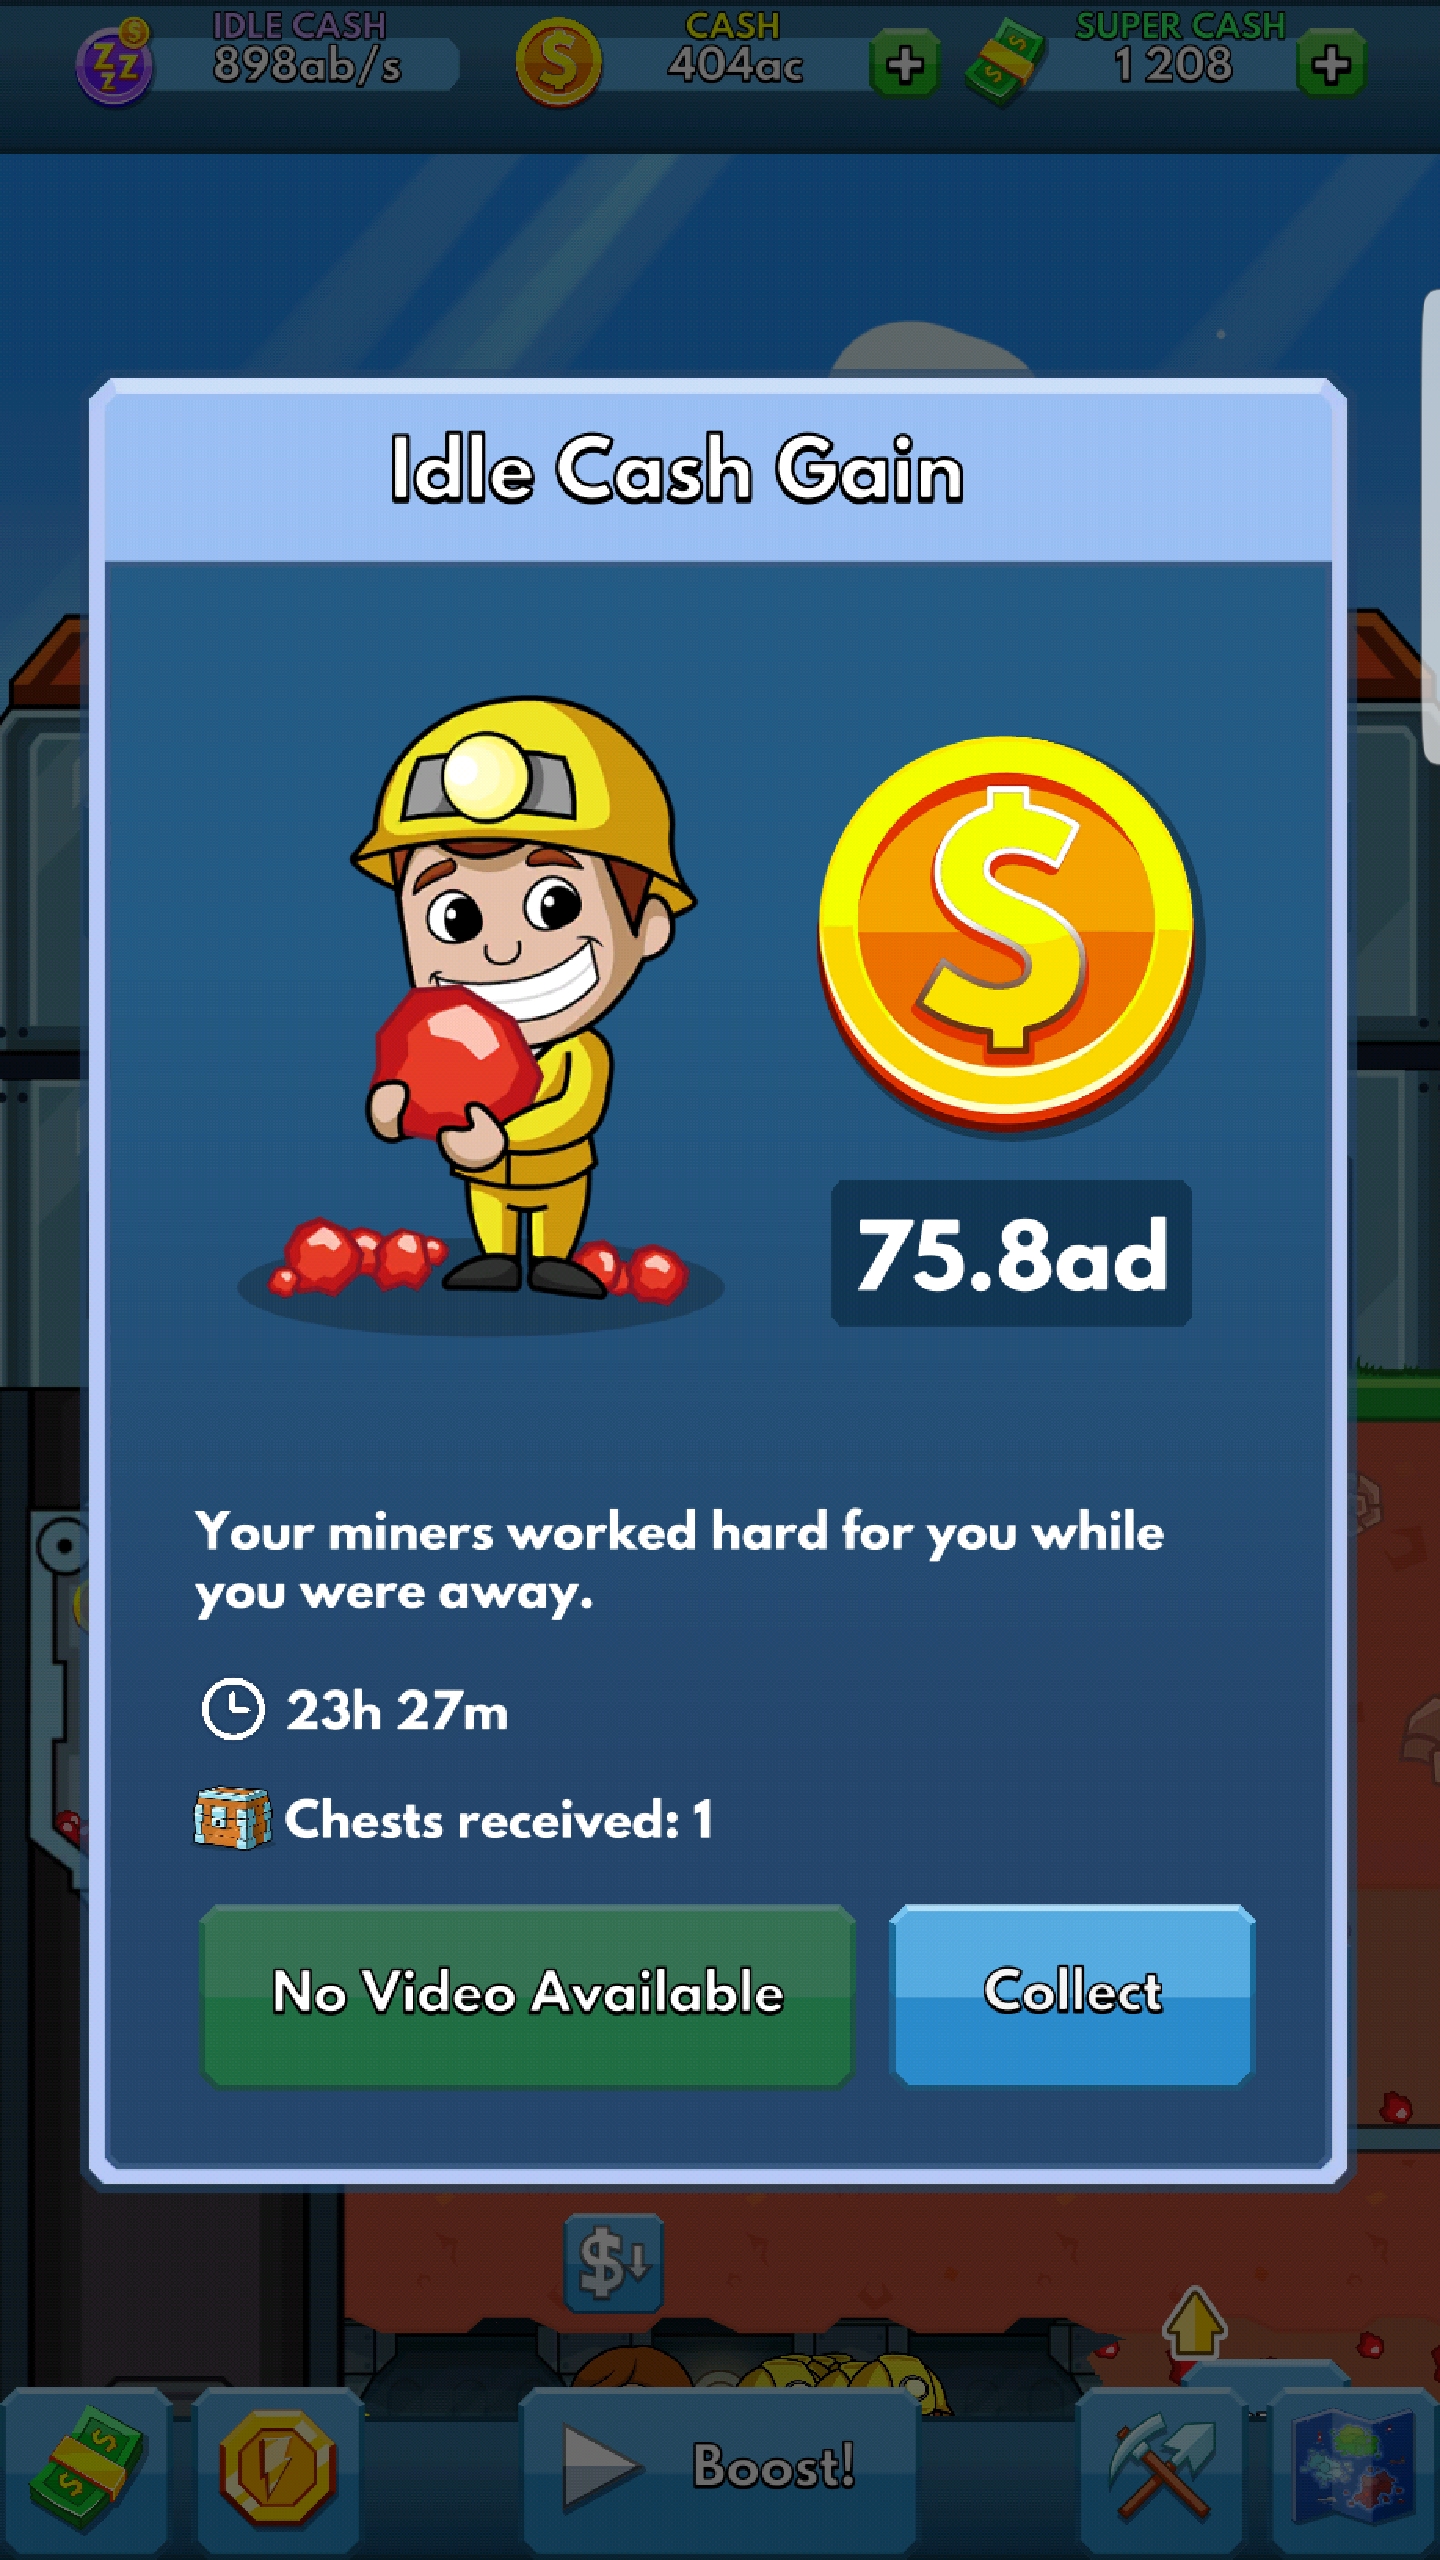 IDLE CASH
898ab/s
CASH
404ac
SUPER CASH
1 208
Idle Cash Gain
75.8ad
Your miners worked hard for you while
you were away.
23h 27m
Chests received: 1
No Video Available
Collect
Boost!